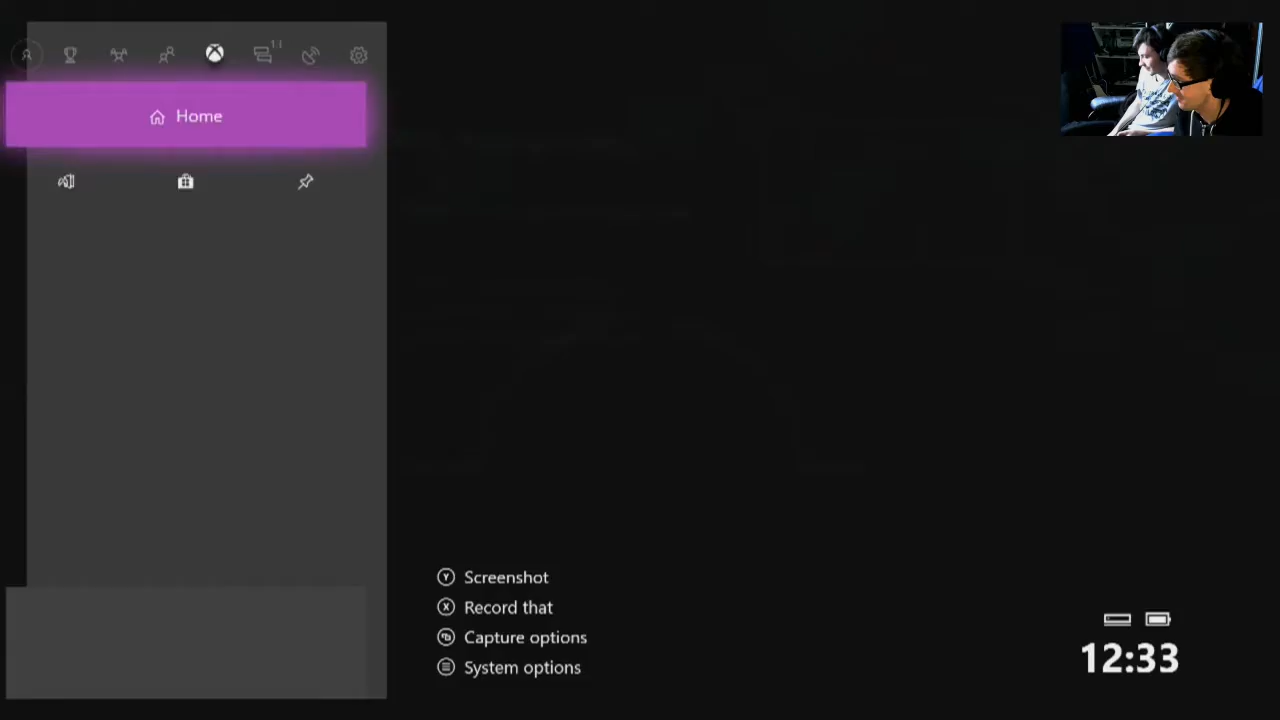 Home
Screenshot
Record that
Capture options
System options
12:33